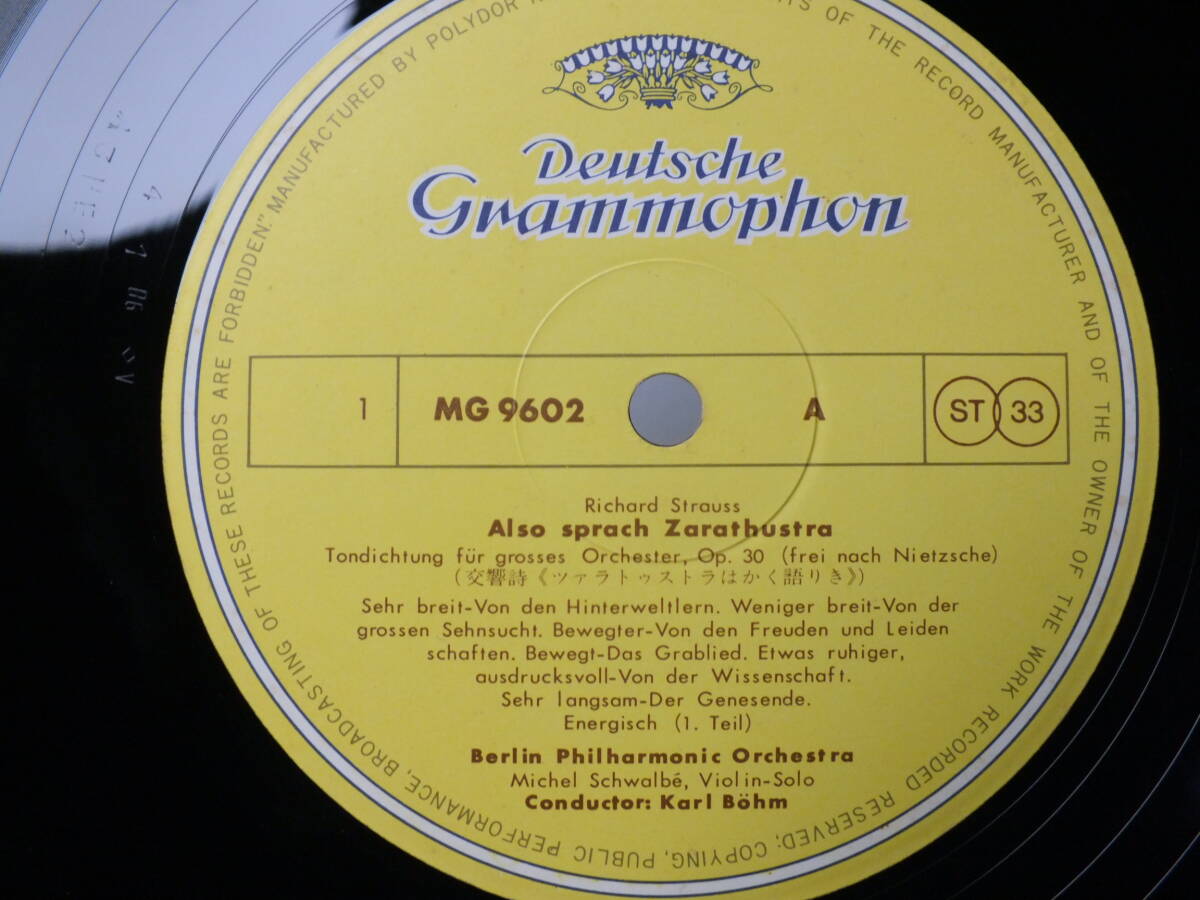 Deutsche
Grammophon
1 MG 9602 A ST 33
Richard Strauss
Also sprach Zarathustra
Tondichtung für grosses Orchester, Op. 30 (frei nach Nietzsche)
(交響詩《ツァラトゥストラはかく語りき》)
Sehr breit-Von den Hinterweltlern. Weniger breit-Von der
grossen Sehnsucht. Bewegter-Von den Freuden und Leiden
schaften. Bewegt-Das Grablied. Etwas ruhiger,
ausdrucksvoll-Von der Wissenschaft.
Sehr langsam-Der Genesende.
Energisch (1. Teil)
Berlin Philharmonic Orchestra
Michel Schwalbé, Violin-Solo
Conductor: Karl Böhm
OF THE RECORD MANUFACTURER AND OF THE OWNER OF THE WORK RECORDED RESERVED; COPYING, PUBLIC PERFORMANCE, BROADCASTING OF THESE RECORDS ARE FORBIDDEN." MANUFACTURED BY POLYDOR